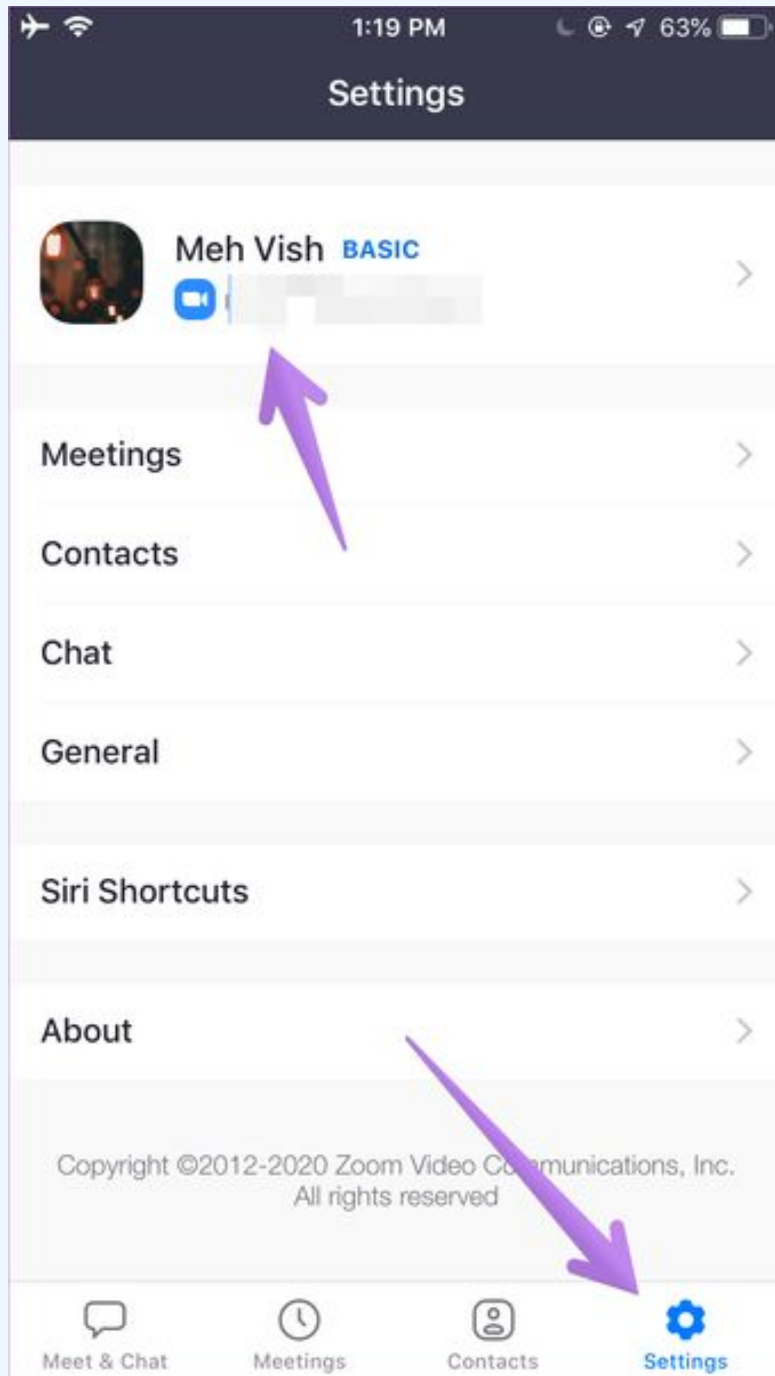 1:19 PM 63%
Settings
Meh Vish BASIC
Meetings
Contacts
Chat
General
Siri Shortcuts
About
Copyright ©2012-2020 Zoom Video Communications, Inc.
All rights reserved
Meet & Chat Meetings Contacts Settings